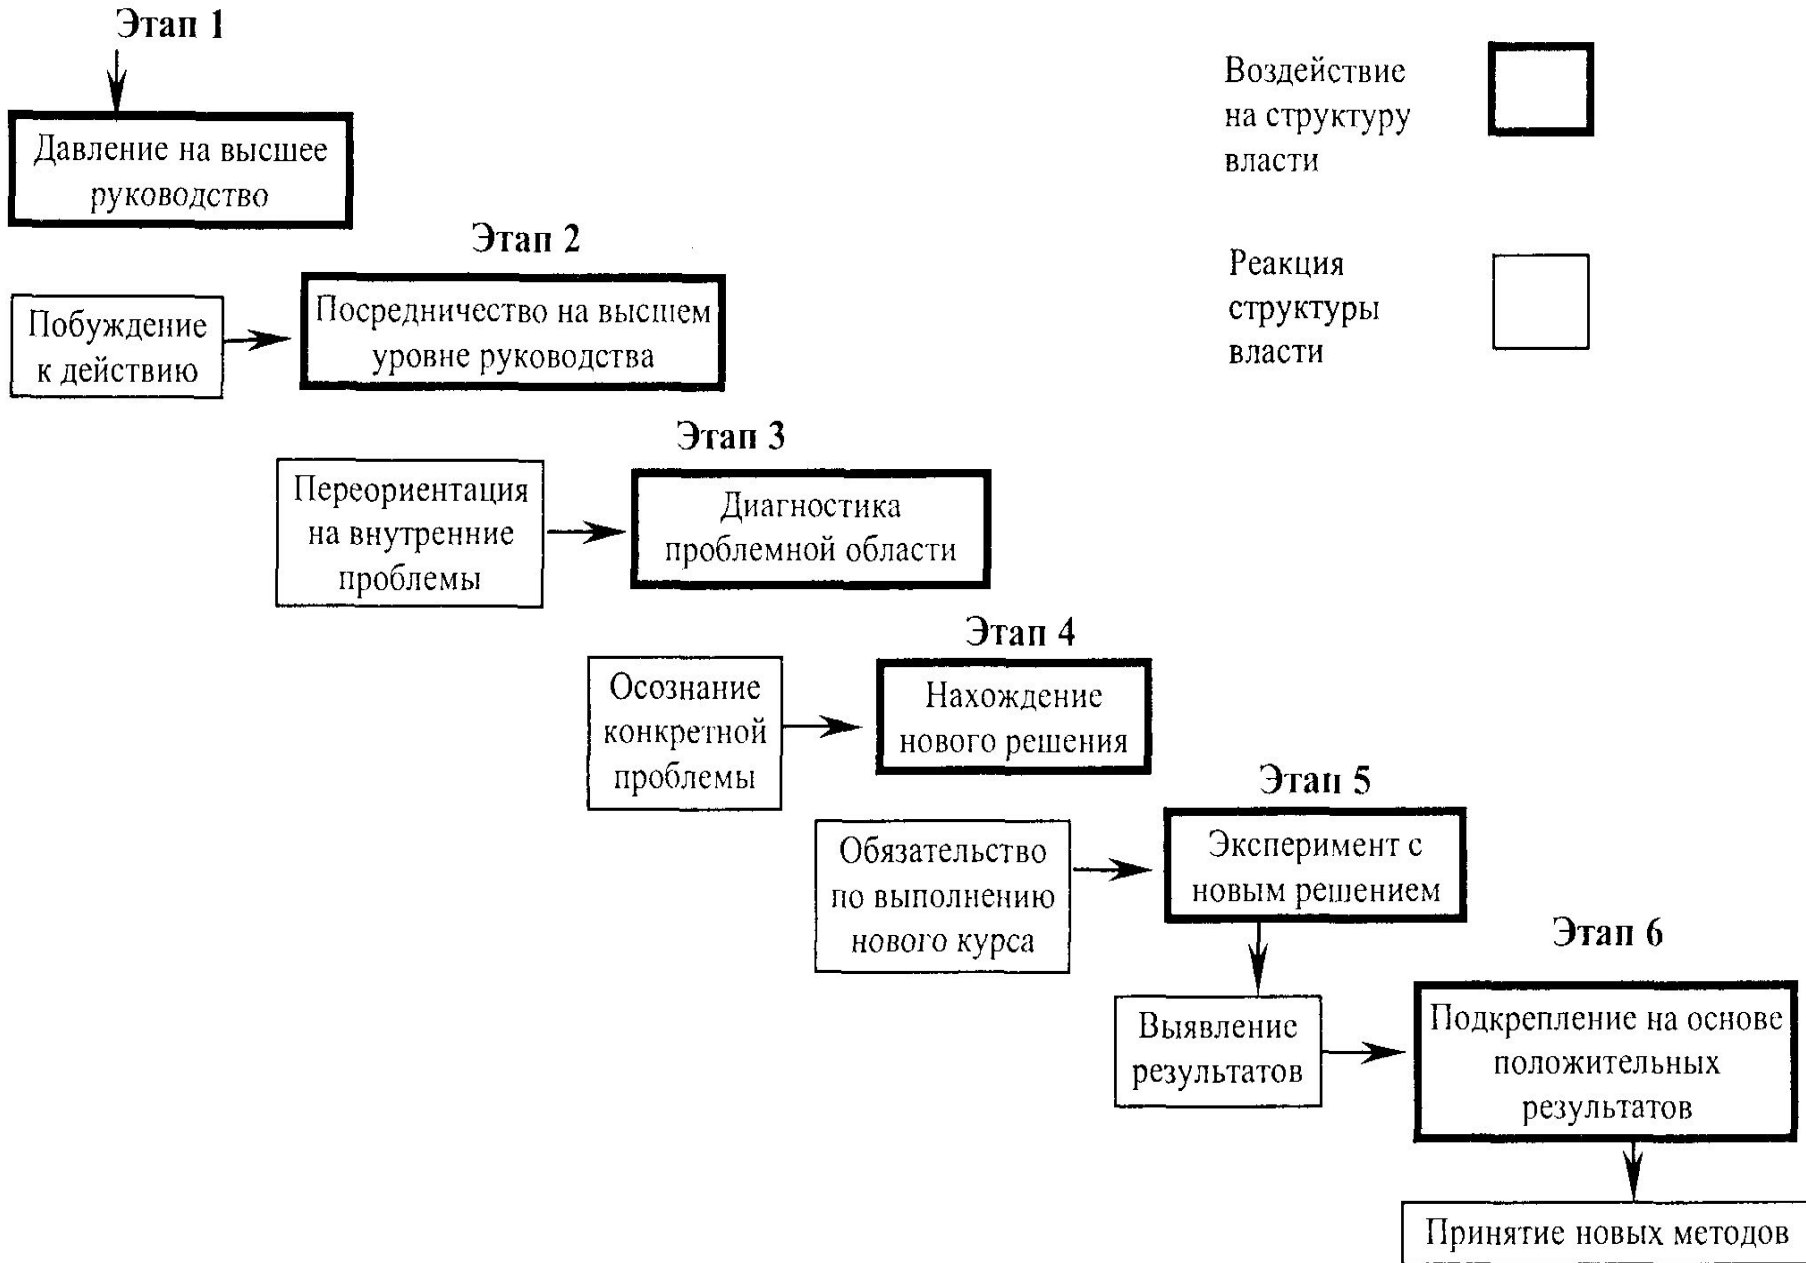 Этап 1
Давление на высшее
руководство
Воздействие
на структуру
власти
Реакция
структуры
власти
Этап 2
Побуждение
к действию
Посредничество на высшем
уровне руководства
Этап 3
Переориентация
на внутренние
проблемы
Диагностика
проблемной области
Этап 4
Осознание
конкретной
проблемы
Нахождение
нового решения
Этап 5
Обязательство
по выполнению
нового курса
Эксперимент с
новым решением
Этап 6
Выявление
результатов
Подкрепление на основе
положительных
результатов
Принятие новых методов